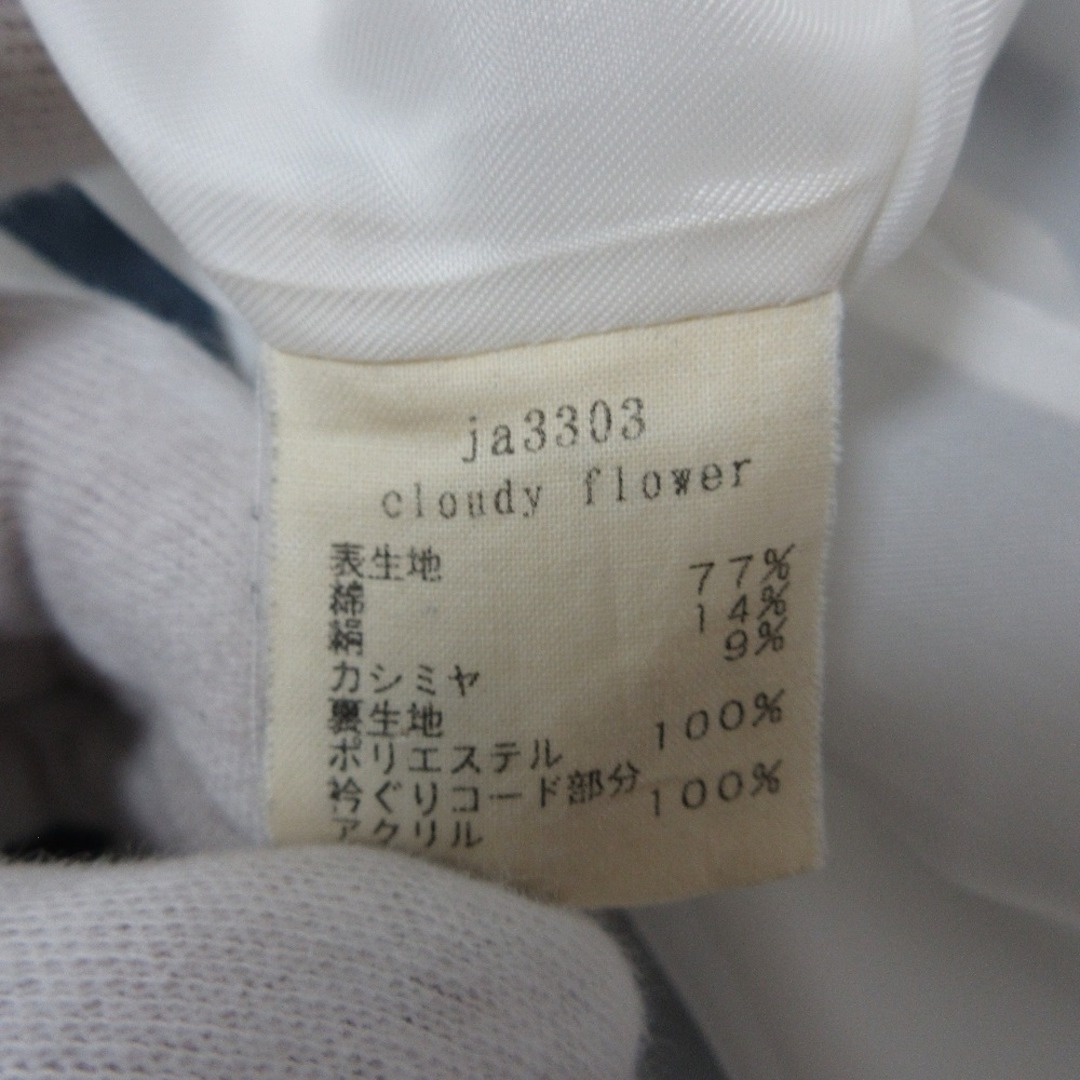 ja3303
cloudy flower
表生地
綿 77%
絹 14%
カシミヤ 9%
裏生地
ポリエステル 100%
衿ぐりコード部分
アクリル 100%